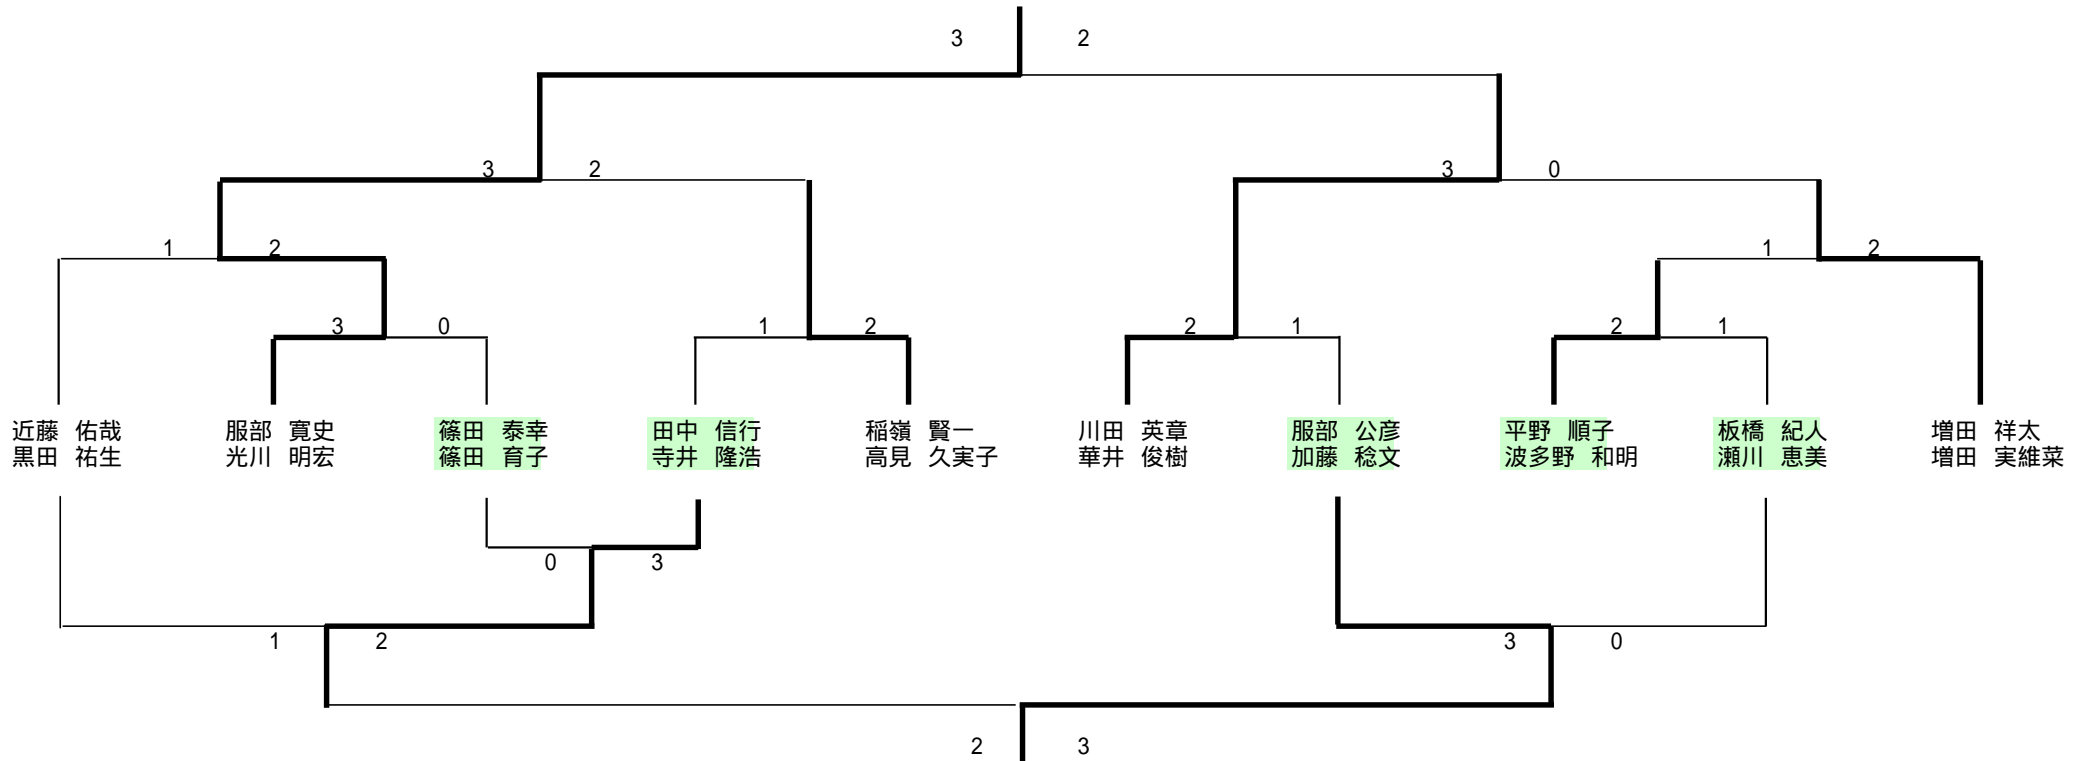 3 2
3 2 3 0
1 2 1 2
3 0 1 2 2 1 2 1
近藤 佑哉 服部 寛史 篠田 泰幸 田中 信行 稲嶺 賢一 川田 英章 服部 公彦 平野 順子 板橋 紀人 増田 祥太
黒田 祐生 光川 明宏 篠田 育子 寺井 隆浩 高見 久実子 華井 俊樹 加藤 稔文 波多野 和明 瀬川 恵美 増田 実維菜
0 3
1 2 3 0
2 3